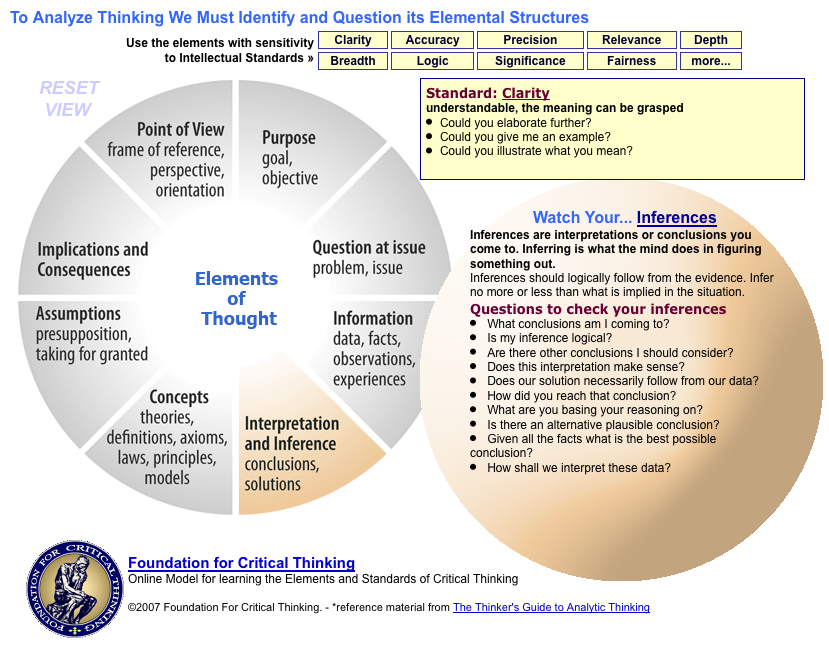 To Analyze Thinking We Must Identify and Question its Elemental Structures
Use the elements with sensitivity
to Intellectual Standards »
Clarity
Accuracy
Precision
Relevance
Depth
Breadth
Logic
Significance
Fairness
more...
RESET
VIEW
Standard: Clarity
understandable, the meaning can be grasped
• Could you elaborate further?
• Could you give me an example?
• Could you illustrate what you mean?
Point of View
frame of reference,
perspective,
orientation
Purpose
goal,
objective
Implications and
Consequences
Question at issue
problem, issue
Elements
of
Thought
Assumptions
presupposition,
taking for granted
Information
data, facts,
observations,
experiences
Concepts
theories,
definitions, axioms,
laws, principles,
models
Interpretation
and Inference
conclusions,
solutions
Watch Your... Inferences
Inferences are interpretations or conclusions you
come to. Inferring is what the mind does in figuring
something out.
Inferences should logically follow from the evidence. Infer
no more or less than what is implied in the situation.
Questions to check your inferences
• What conclusions am I coming to?
• Is my inference logical?
• Are there other conclusions I should consider?
• Does this interpretation make sense?
• Does our solution necessarily follow from our data?
• How did you reach that conclusion?
• What are you basing your reasoning on?
• Is there an alternative plausible conclusion?
• Given all the facts what is the best possible
conclusion?
• How shall we interpret these data?
FOUNDATION FOR CRITICAL THINKING
Foundation for Critical Thinking
Online Model for learning the Elements and Standards of Critical Thinking
©2007 Foundation For Critical Thinking. - *reference material from The Thinker's Guide to Analytic Thinking